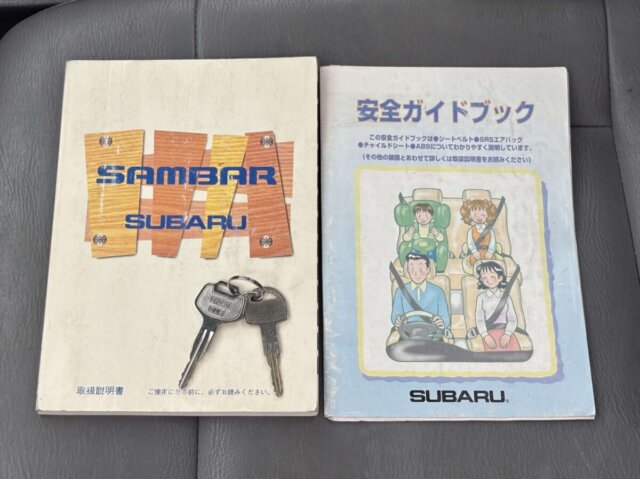 SAMBAR
SUBARU
取扱説明書
ご使用になる前に、必ずお読みください。
安全ガイドブック
この安全ガイドブックは●シートベルト●SRSエアバッグ
●チャイルドシート●ABSについてわかりやすく説明しています。
(その他の装備とあわせて詳しくは取扱説明書をお読みください)
SUBARU